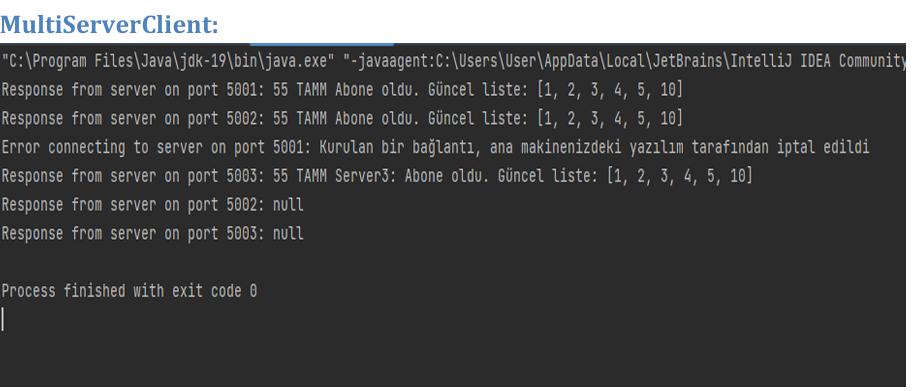 MultiServerClient:
"C:\Program Files\Java\jdk-19\bin\java.exe" "-javaagent:C:\Users\User\AppData\Local\JetBrains\IntelliJ IDEA Community
Response from server on port 5001: 55 TAMM Abone oldu. Güncel liste: [1, 2, 3, 4, 5, 10]
Response from server on port 5002: 55 TAMM Abone oldu. Güncel liste: [1, 2, 3, 4, 5, 10]
Error connecting to server on port 5001: Kurulan bir bağlantı, ana makinenizdeki yazılım tarafından iptal edildi
Response from server on port 5003: 55 TAMM Server3: Abone oldu. Güncel liste: [1, 2, 3, 4, 5, 10]
Response from server on port 5002: null
Response from server on port 5003: null
Process finished with exit code 0